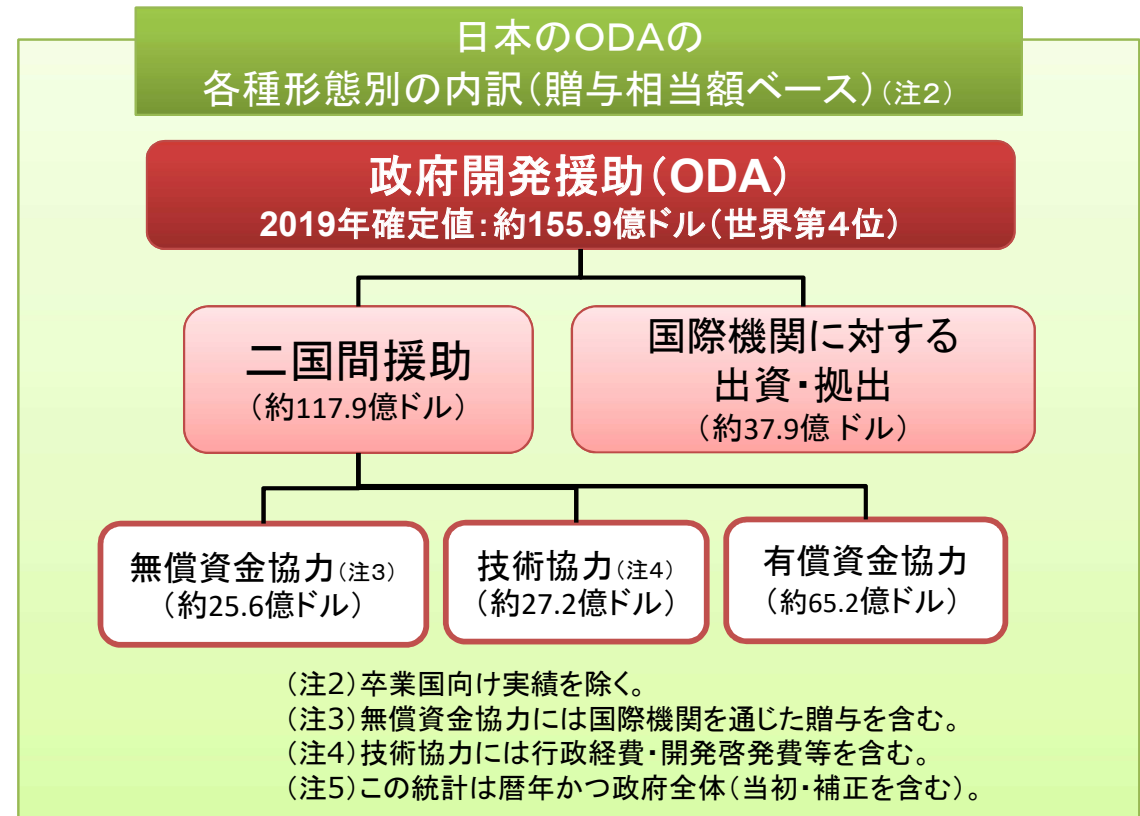 日本のODAの
各種形態別の内訳(贈与相当額ベース)(注2)
政府開発援助(ODA)
2019年確定値:約155.9億ドル(世界第4位)
二国間援助
(約117.9億ドル)
国際機関に対する
出資・拠出
(約37.9億ドル)
無償資金協力(注3)
(約25.6億ドル)
技術協力(注4)
(約27.2億ドル)
有償資金協力
(約65.2億ドル)
(注2)卒業国向け実績を除く。
(注3)無償資金協力には国際機関を通じた贈与を含む。
(注4)技術協力には行政経費・開発啓発費等を含む。
(注5)この統計は暦年かつ政府全体(当初・補正を含む)。